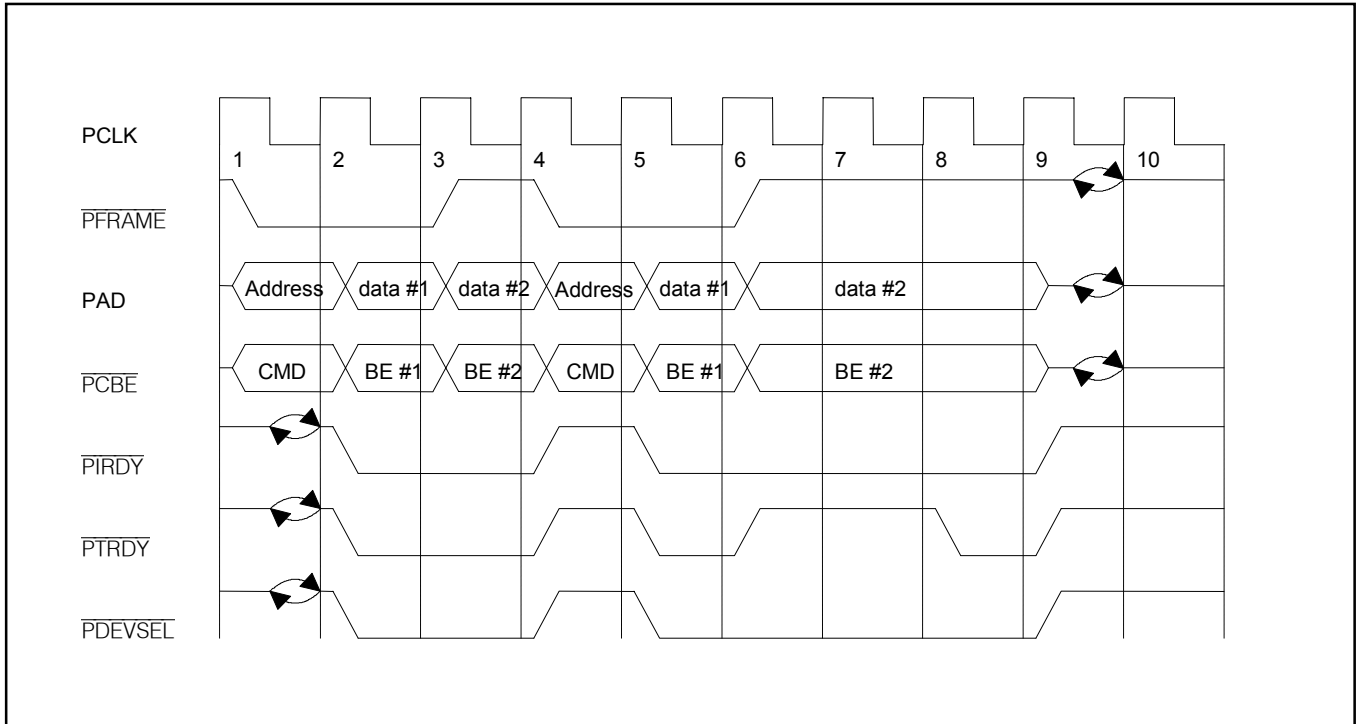 PCLK
1 2 3 4 5 6 7 8 9 10
PFRAME
PAD
Address data #1 data #2 Address data #1 data #2
PCBE
CMD BE #1 BE #2 CMD BE #1 BE #2
PIRDY
PTRDY
PDEVSEL